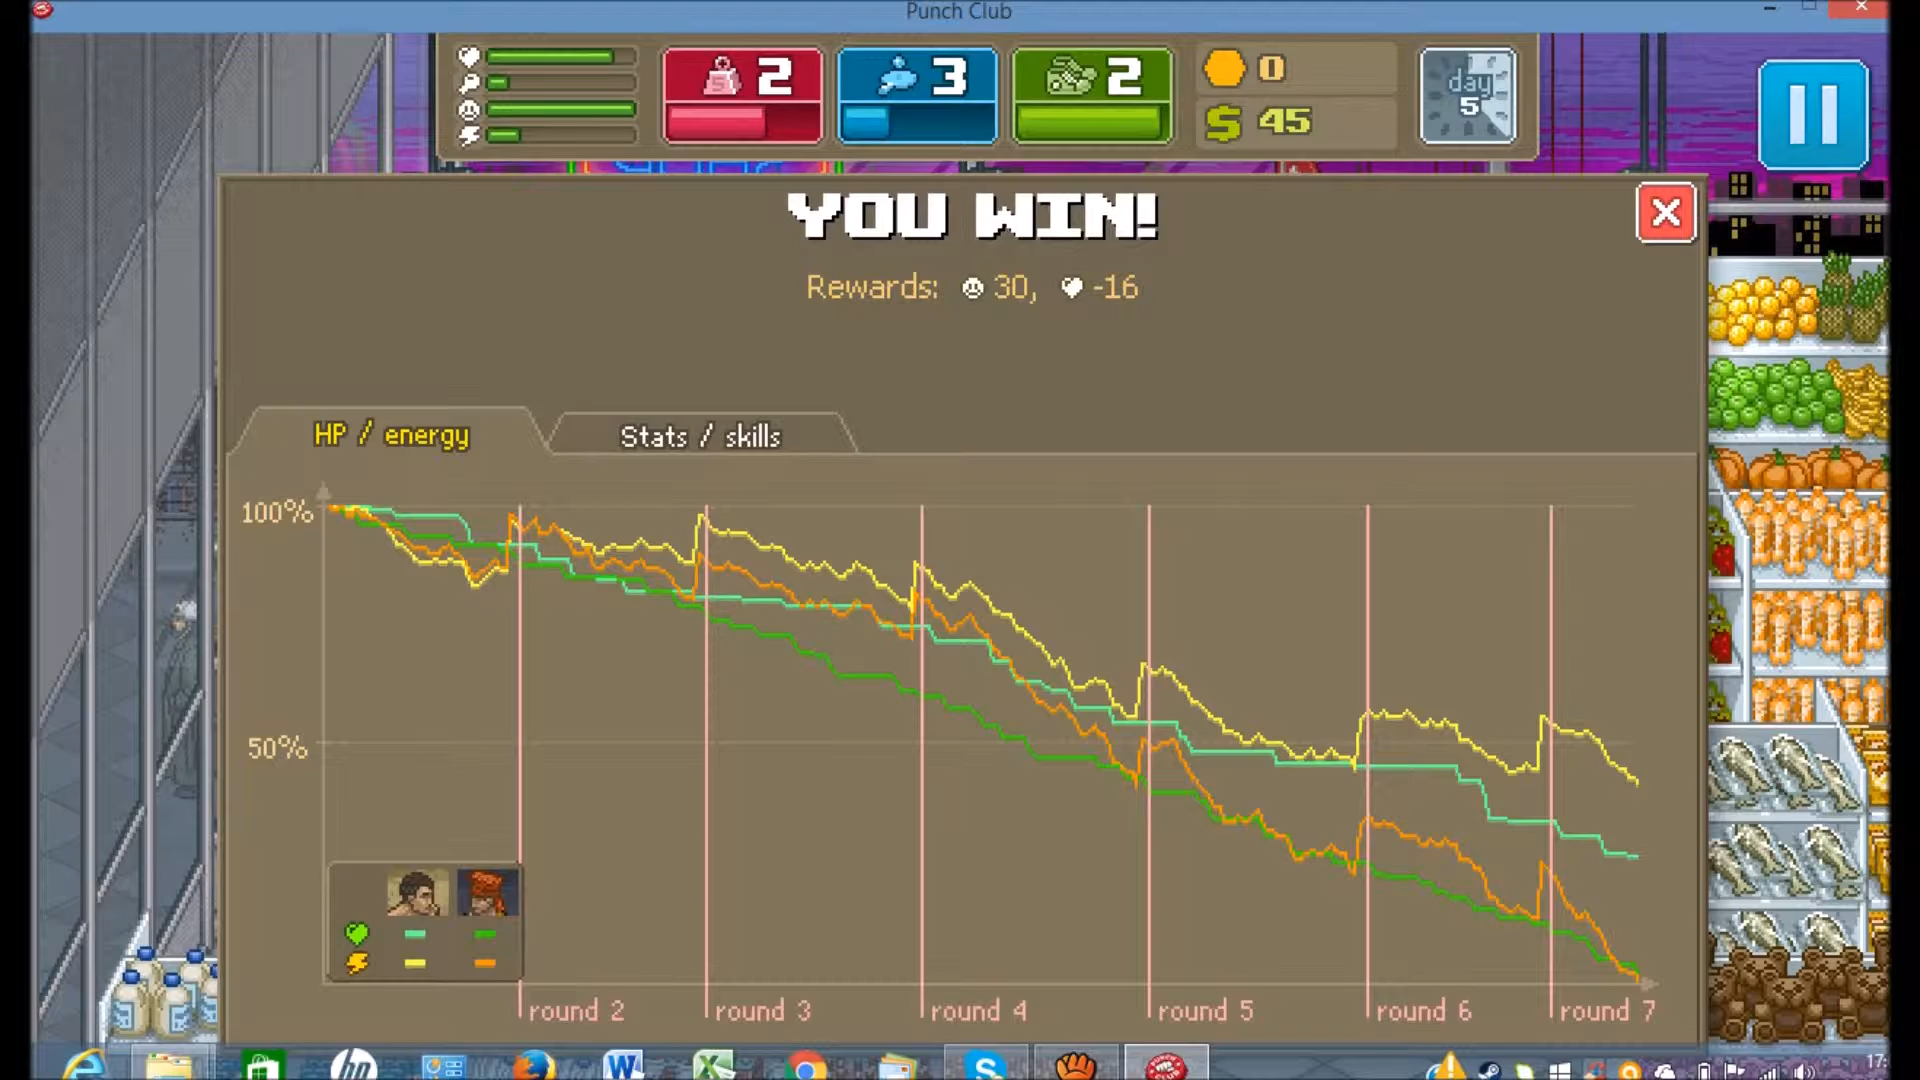 Punch Club
2
3
2
0
$ 45
day
5
YOU WIN!
Rewards: 30, -16
HP / energy
Stats / skills
100%
50%
round 2
round 3
round 4
round 5
round 6
round 7
17: